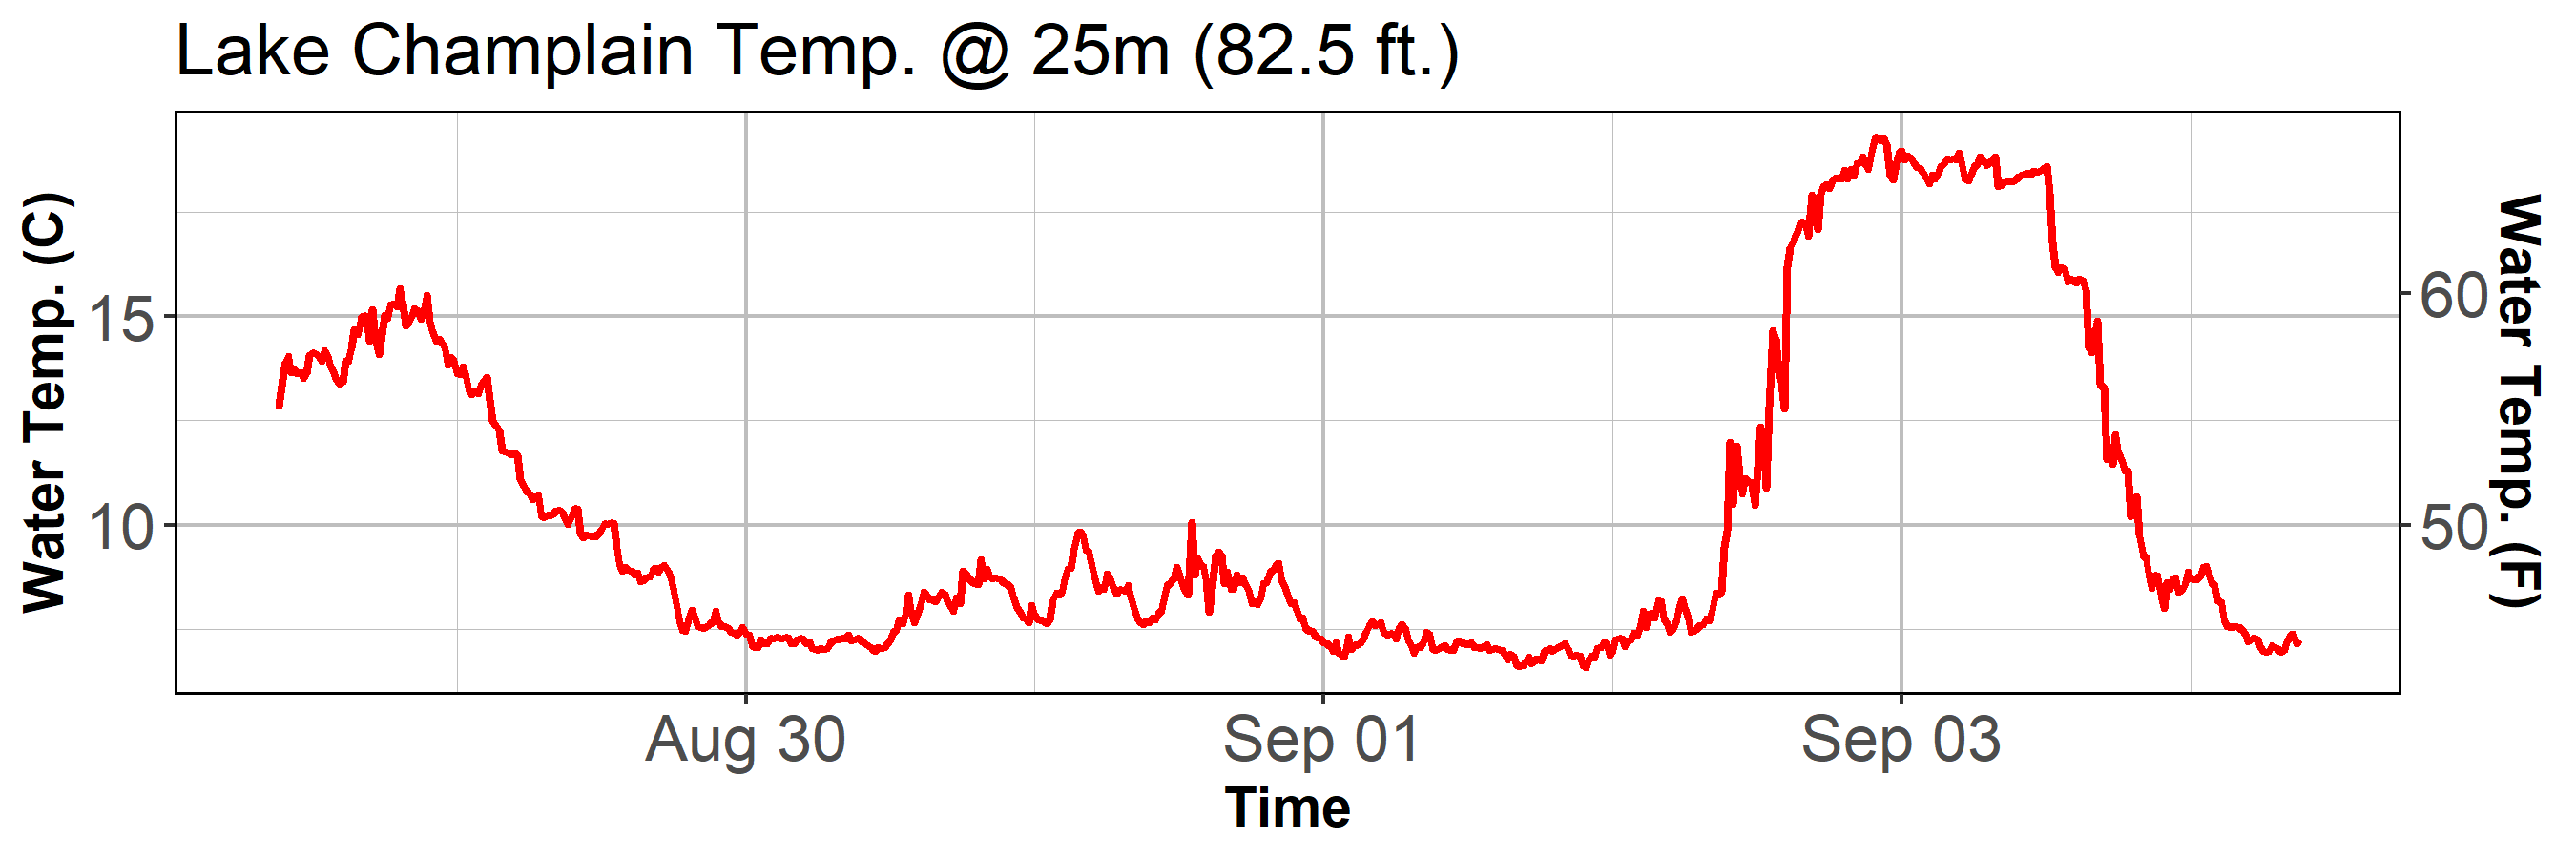 Lake Champlain Temp. @ 25m (82.5 ft.)
Water Temp. (C)
15
10
60
50
Water Temp. (F)
Aug 30
Sep 01
Sep 03
Time